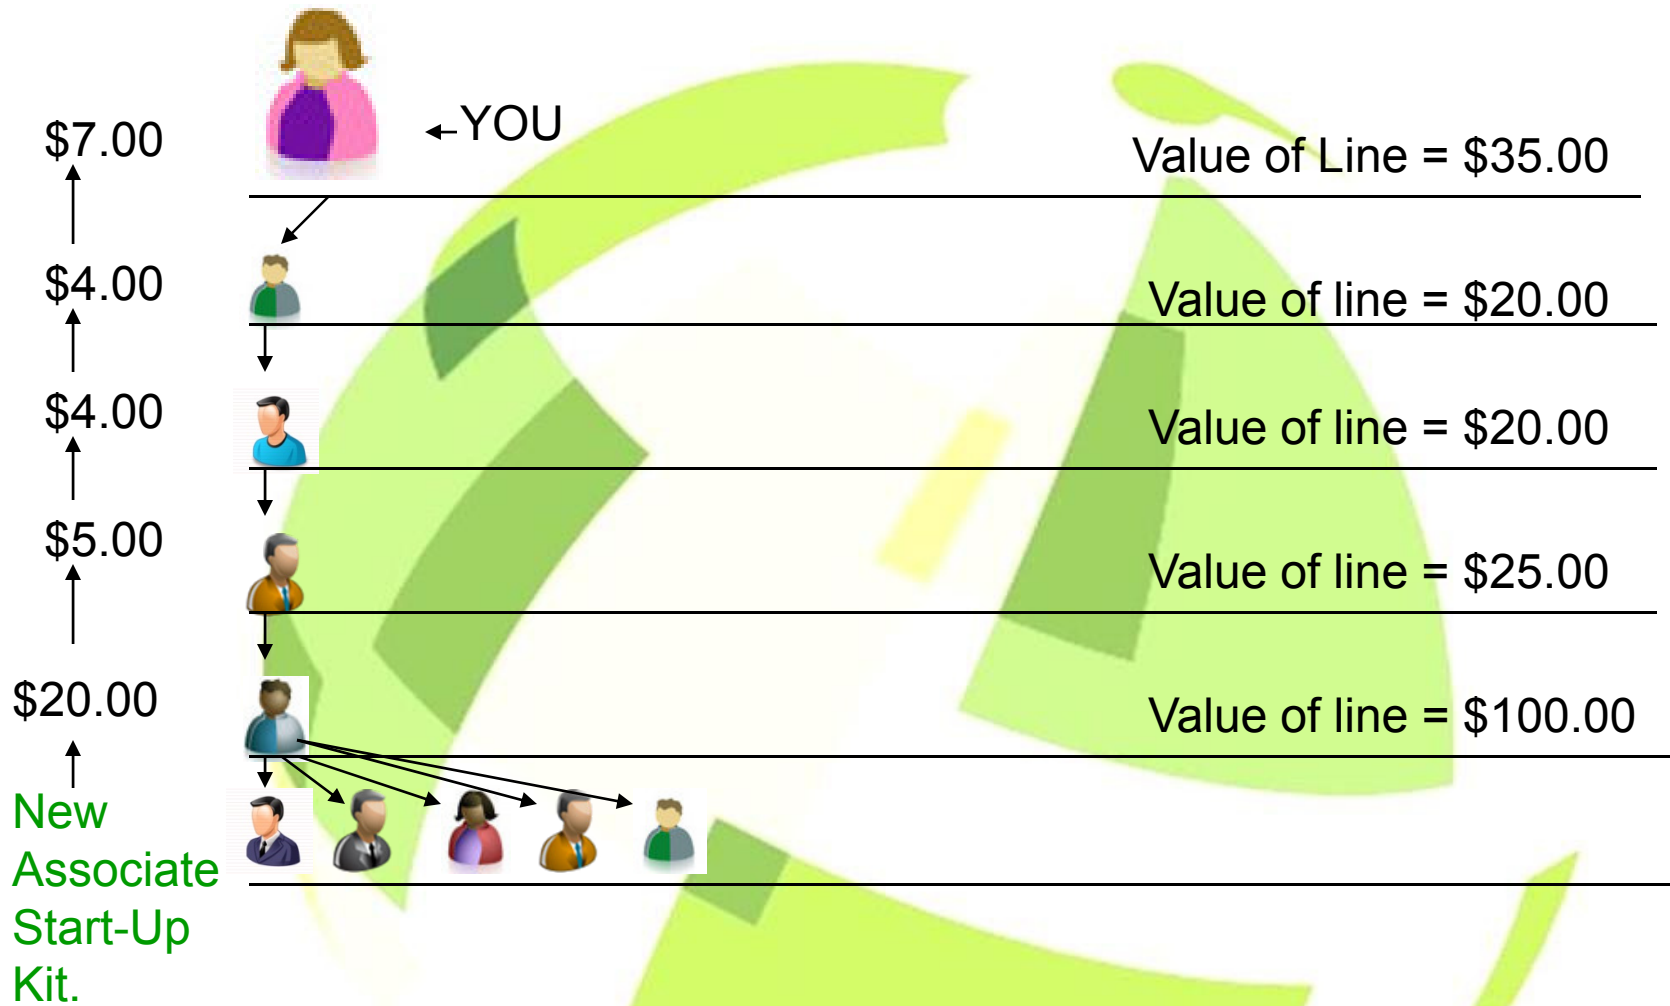 YOU
$7.00
Value of Line = $35.00
$4.00
Value of line = $20.00
$4.00
Value of line = $20.00
$5.00
Value of line = $25.00
$20.00
Value of line = $100.00
New
Associate
Start-Up
Kit.